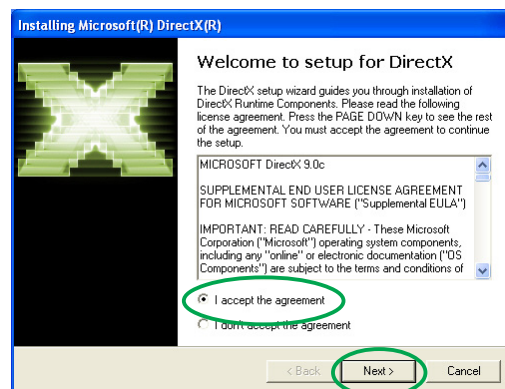 Installing Microsoft(R) DirectX(R)
Welcome to setup for DirectX
The DirectX setup wizard guides you through installation of
DirectX Runtime Components. Please read the following
license agreement. Press the PAGE DOWN key to see the rest
of the agreement. You must accept the agreement to continue
the setup.
MICROSOFT DirectX 9.0c
SUPPLEMENTAL END USER LICENSE AGREEMENT
FOR MICROSOFT SOFTWARE ("Supplemental EULA")
IMPORTANT: READ CAREFULLY - These Microsoft
Corporation ("Microsoft") operating system components,
including any "online" or electronic documentation ("OS
Components") are subject to the terms and conditions of
I accept the agreement
I don't accept the agreement
< Back Next > Cancel